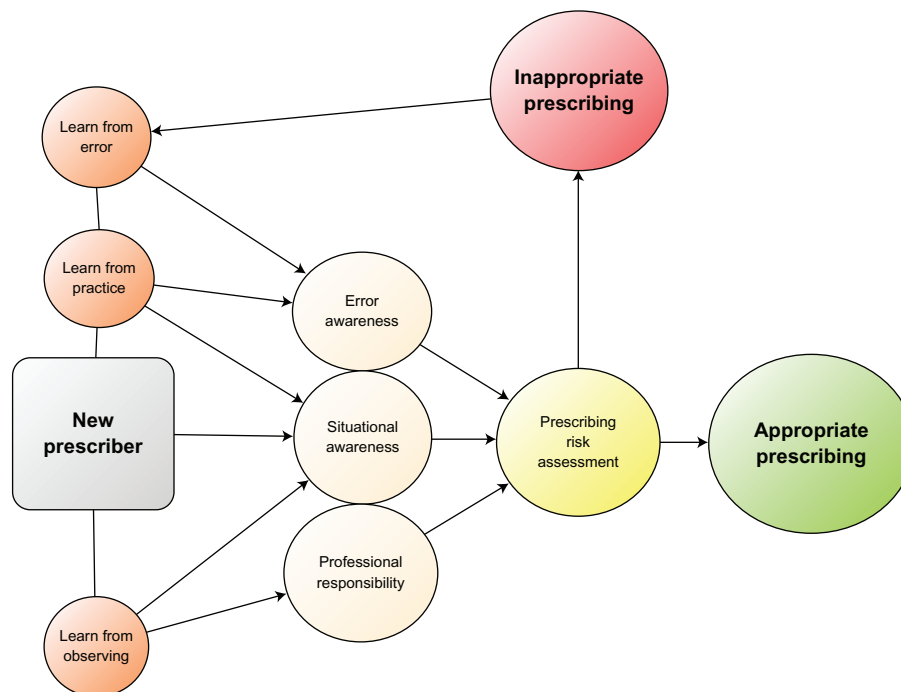 Inappropriate
prescribing
Learn from
error
Learn from
practice
Error
awareness
New
prescriber
Situational
awareness
Prescribing
risk
assessment
Appropriate
prescribing
Professional
responsibility
Learn from
observing